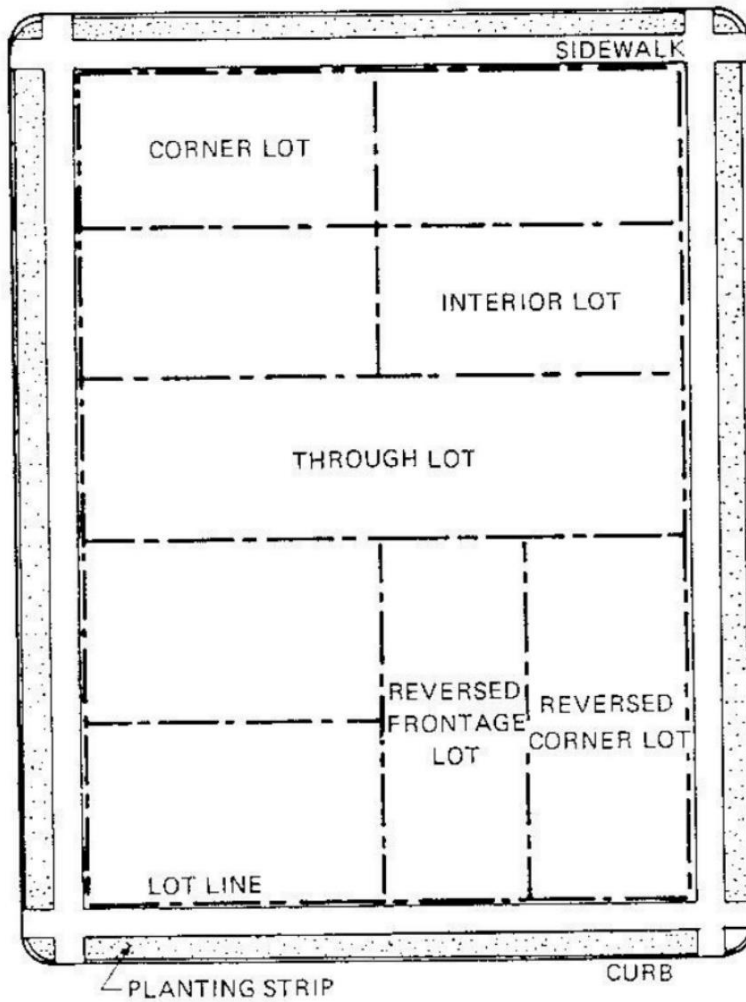 SIDEWALK
CORNER LOT
INTERIOR LOT
THROUGH LOT
REVERSED
FRONTAGE
LOT
REVERSED
CORNER LOT
LOT LINE
PLANTING STRIP
CURB